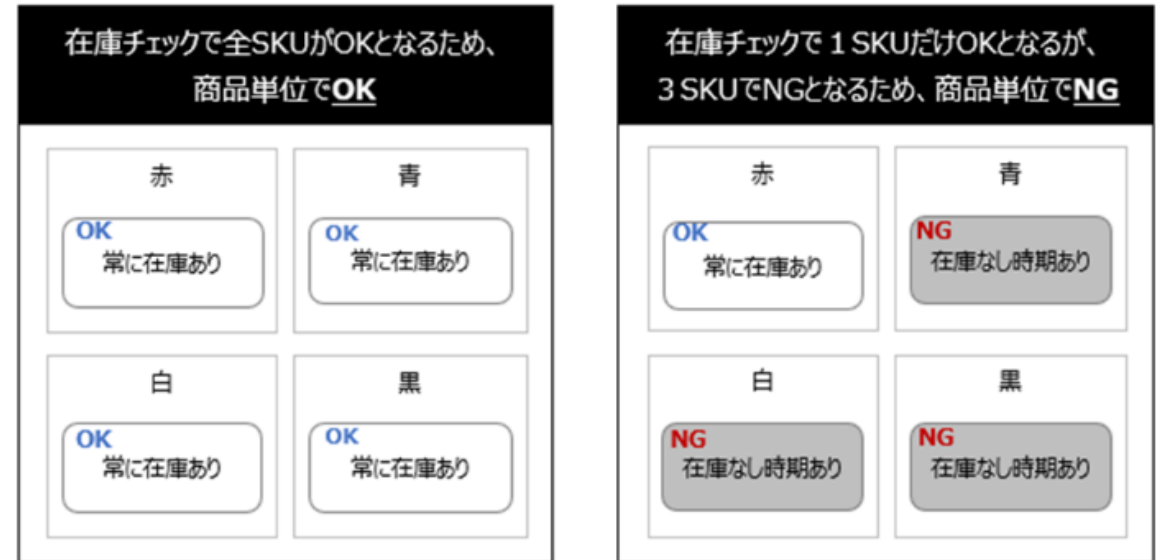 在庫チェックで全SKUがOKとなるため、
商品単位でOK
赤
OK
常に在庫あり
青
OK
常に在庫あり
白
OK
常に在庫あり
黒
OK
常に在庫あり
在庫チェックで1SKUだけOKとなるが、
3SKUでNGとなるため、商品単位でNG
赤
OK
常に在庫あり
青
NG
在庫なし時期あり
白
NG
在庫なし時期あり
黒
NG
在庫なし時期あり